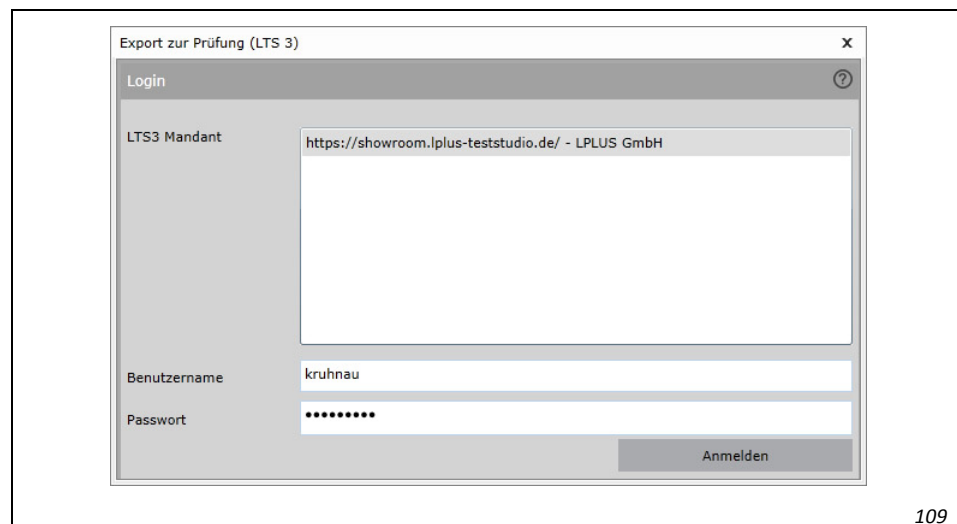 Export zur Prüfung (LTS 3) x
Login ?
LTS3 Mandant
https://showroom.lplus-teststudio.de/ - LPLUS GmbH
Benutzername kruhnau
Passwort •••••••••
Anmelden
109